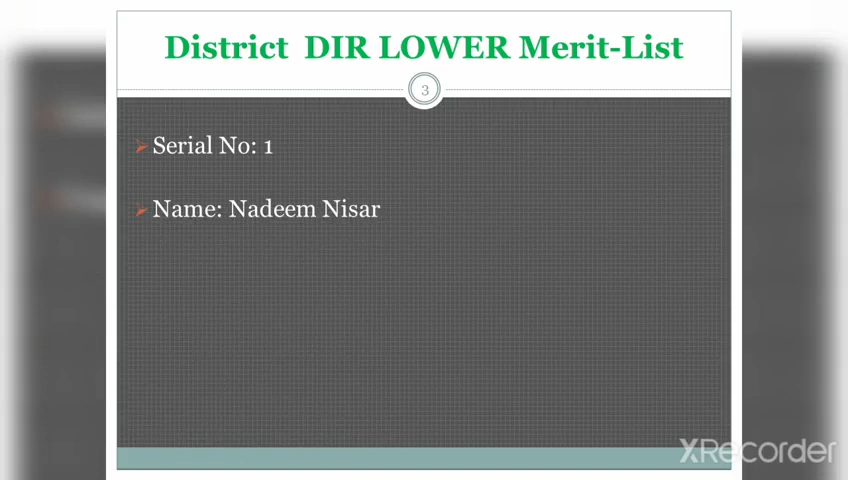 District DIR LOWER Merit-List
3
Serial No: 1
Name: Nadeem Nisar
XRecorder